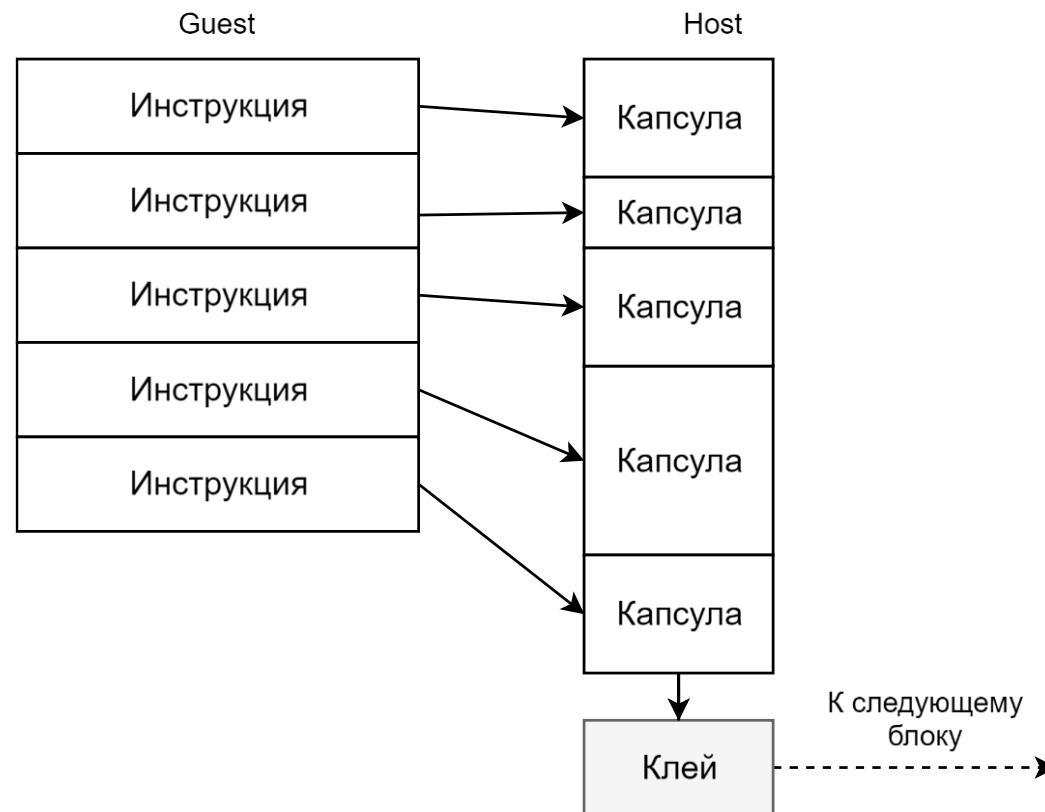 Guest
Host
Инструкция
Капсула
Инструкция
Капсула
Инструкция
Капсула
Инструкция
Капсула
Инструкция
Капсула
К следующему
блоку
Клей